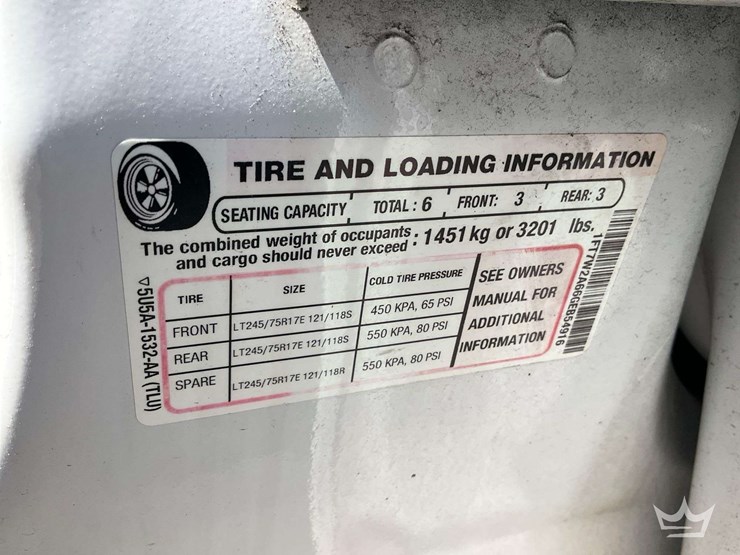 TIRE AND LOADING INFORMATION
SEATING CAPACITY TOTAL: 6 FRONT: 3 REAR: 3
The combined weight of occupants and cargo should never exceed : 1451 kg or 3201 lbs.
TIRE SIZE COLD TIRE PRESSURE
FRONT LT245/75R17E 121/118S 450 KPA, 65 PSI
REAR LT245/75R17E 121/118S 550 KPA, 80 PSI
SPARE LT245/75R17E 121/118R 550 KPA, 80 PSI
SEE OWNERS
MANUAL FOR
ADDITIONAL
INFORMATION
1FT7W2A66GEB54916
▽5U5A-1532-AA (TLU)